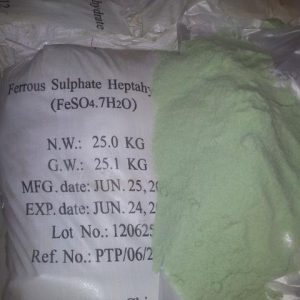 Ferrous Sulphate Heptahy
(FeSO4.7H2O)
N.W.: 25.0 KG
G.W.: 25.1 KG
MFG. date: JUN. 25, 20
EXP. date: JUN. 24, 2
Lot No.: 120625
Ref. No.: PTP/06/2